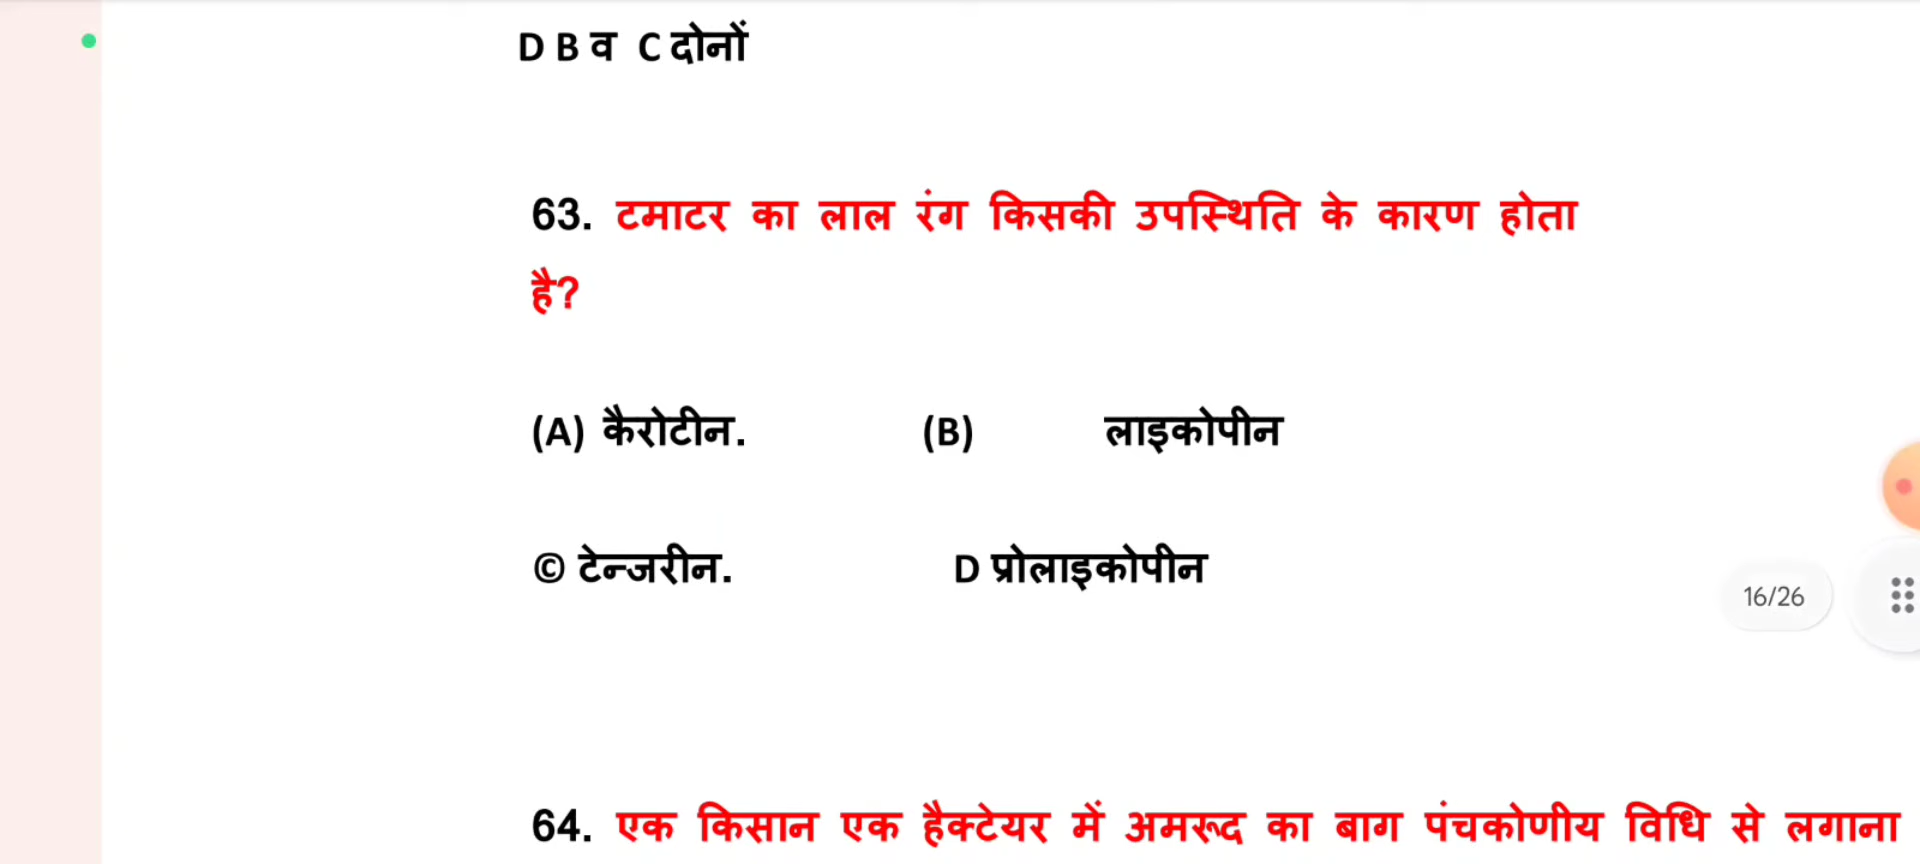 D B व C दोनों
63. टमाटर का लाल रंग किसकी उपस्थिति के कारण होता
है?
(A) कैरोटीन. (B) लाइकोपीन
© टेन्जरीन. D प्रोलाइकोपीन
16/26
64. एक किसान एक हैक्टेयर में अमरूद का बाग पंचकोणीय विधि से लगाना